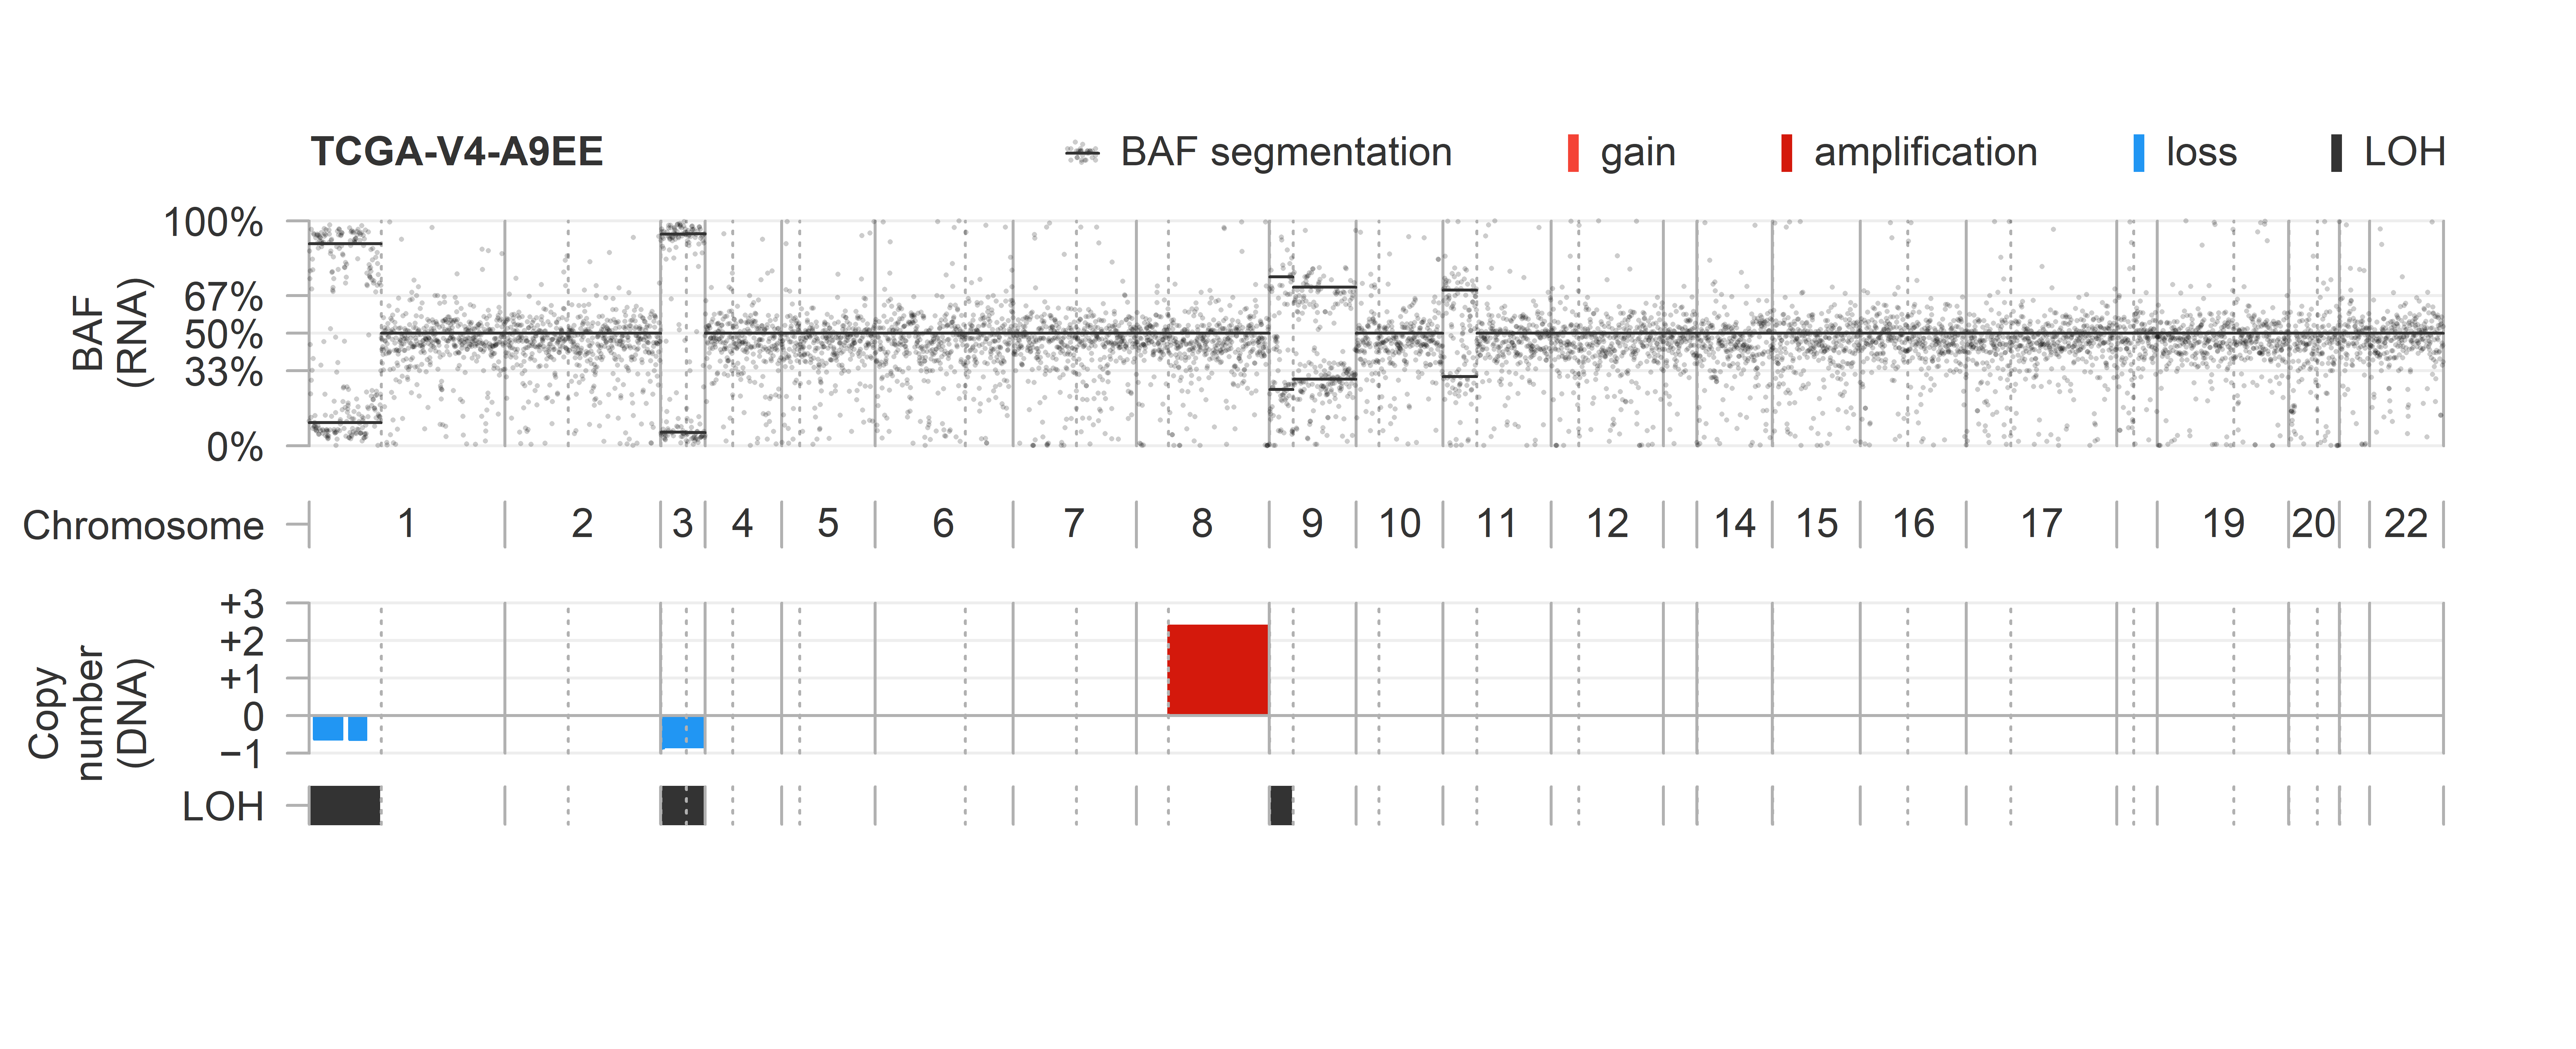 TCGA-V4-A9EE
BAF segmentation gain amplification loss LOH
BAF
(RNA)
100%
67%
50%
33%
0%
Chromosome 1 2 3 4 5 6 7 8 9 10 11 12 14 15 16 17 19 20 22
Copy
number
(DNA)
+3
+2
+1
0
−1
LOH